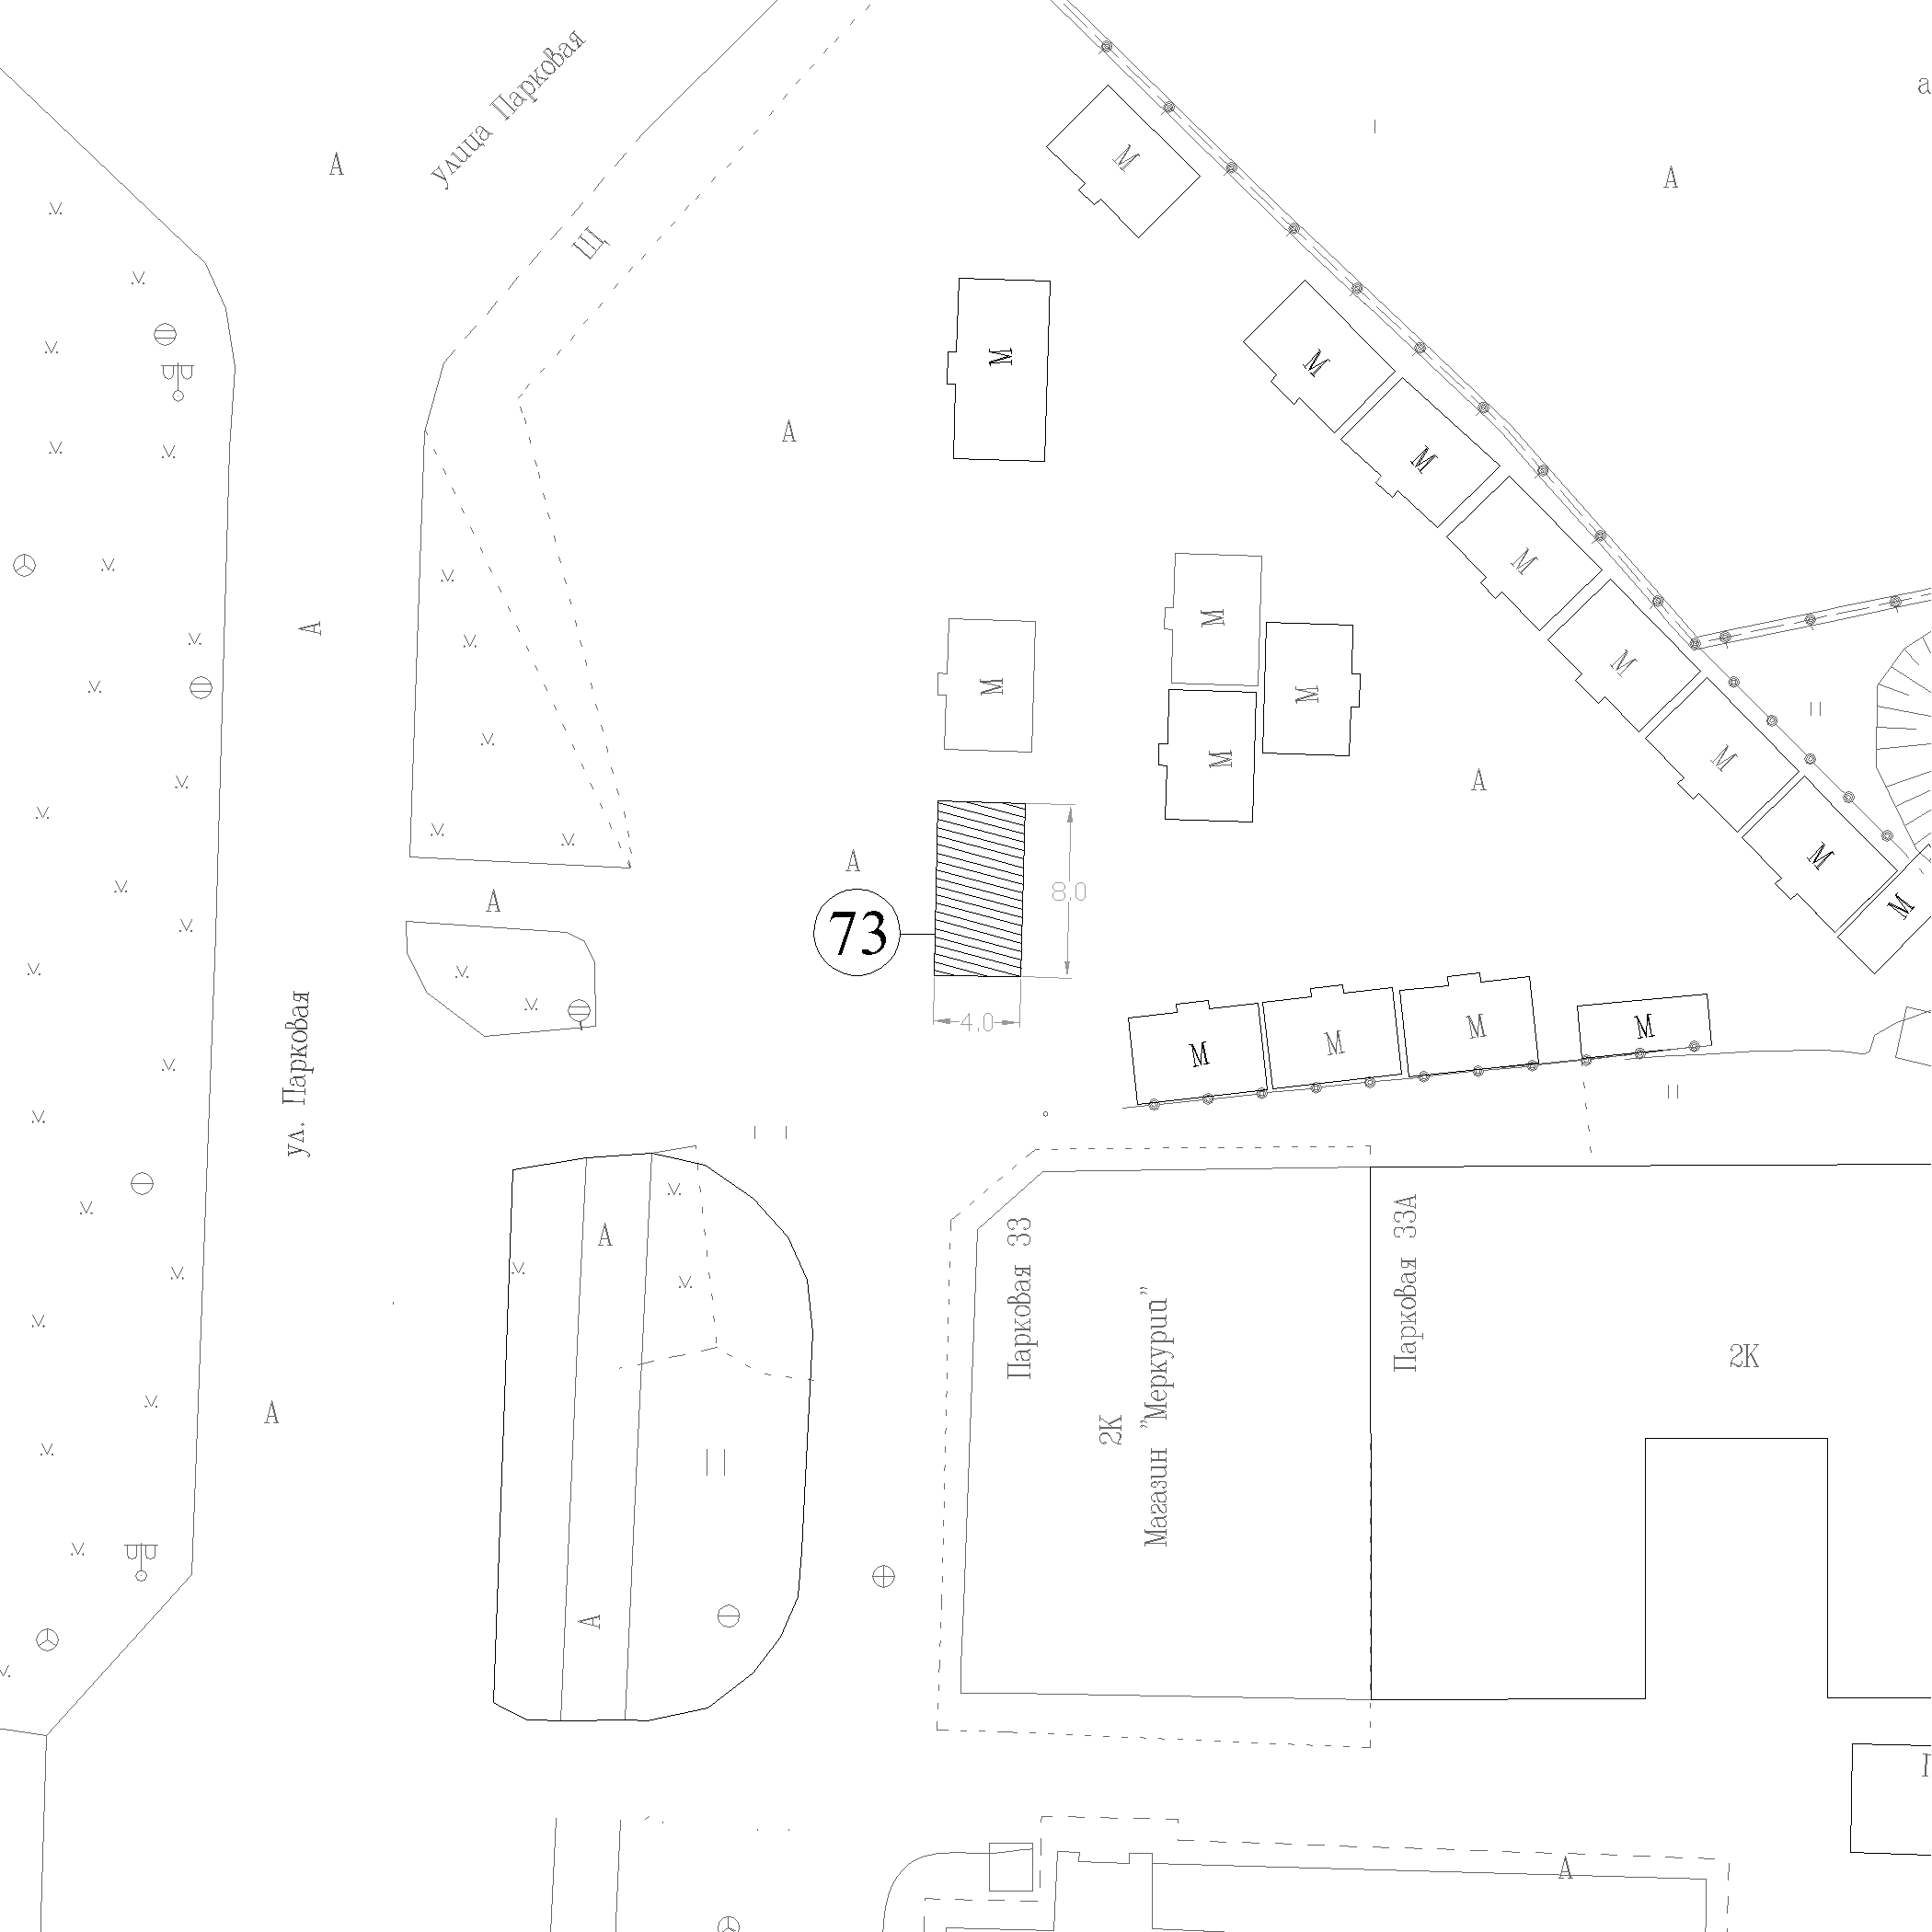 улица Парковая
а
А
А
Щ
М
М
М
М
А
М
М
М
А
М
М
М
М
М
А
М
М
М
А
8,0
73
А
4,0
М
М
М
М
ул. Парковая
Парковая 33
Парковая 33А
2К
Магазин "Меркурий"
2К
А
А
А
А